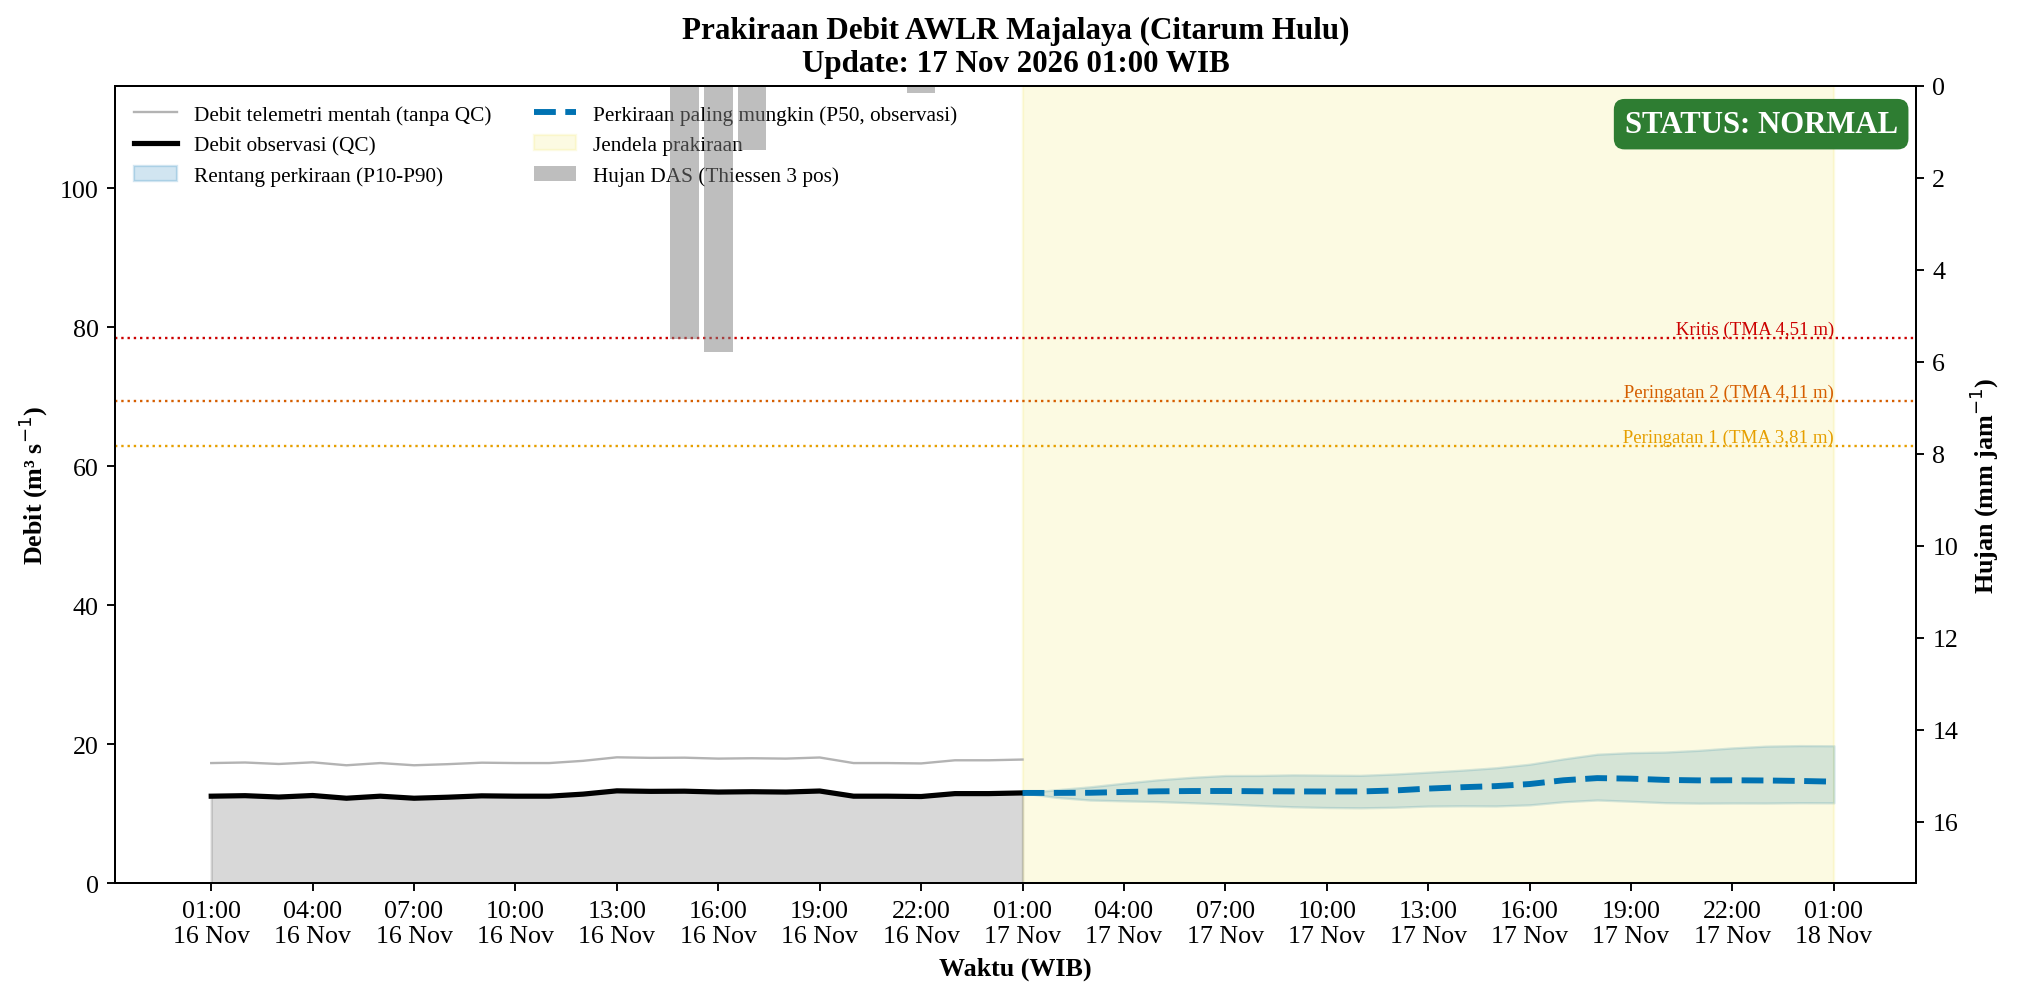 Prakiraan Debit AWLR Majalaya (Citarum Hulu)
Update: 17 Nov 2026 01:00 WIB
Debit telemetri mentah (tanpa QC)
Debit observasi (QC)
Rentang perkiraan (P10-P90)
Perkiraan paling mungkin (P50, observasi)
Jendela prakiraan
Hujan DAS (Thiessen 3 pos)
STATUS: NORMAL
Kritis (TMA 4,51 m)
Peringatan 2 (TMA 4,11 m)
Peringatan 1 (TMA 3,81 m)
Debit (m³ s⁻¹)
100
80
60
40
20
0
Hujan (mm jam⁻¹)
0
2
4
6
8
10
12
14
16
01:00 04:00 07:00 10:00 13:00 16:00 19:00 22:00 01:00 04:00 07:00 10:00 13:00 16:00 19:00 22:00 01:00
16 Nov 16 Nov 16 Nov 16 Nov 16 Nov 16 Nov 16 Nov 16 Nov 17 Nov 17 Nov 17 Nov 17 Nov 17 Nov 17 Nov 17 Nov 17 Nov 18 Nov
Waktu (WIB)